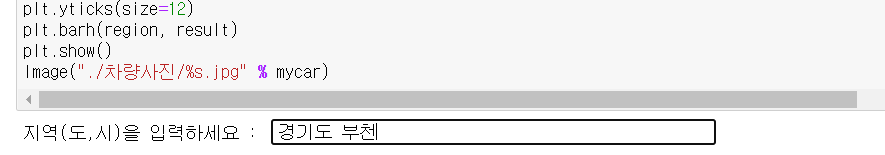 plt.yticks(size=12)
plt.barh(region, result)
plt.show()
Image("./차량사진/%s.jpg" % mycar)
지역(도,시)을 입력하세요 : 경기도 부천